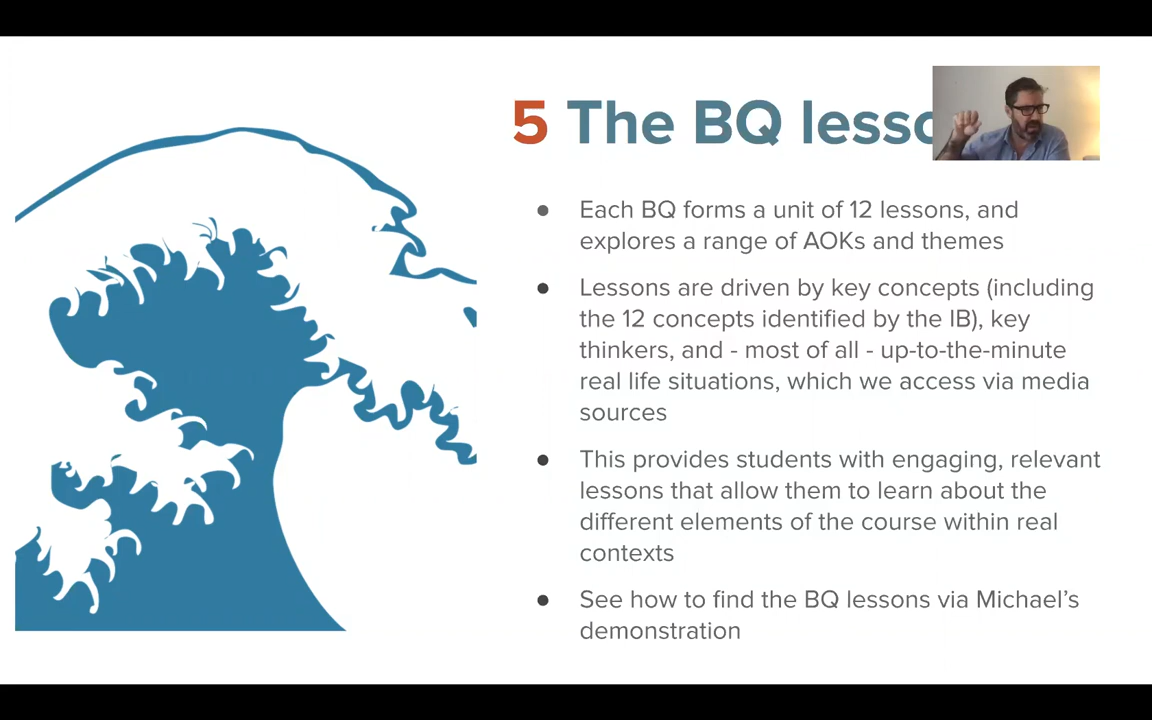 5 The BQ
● Each BQ forms a unit of 12 lessons, and
explores a range of AOKs and themes
● Lessons are driven by key concepts (including
the 12 concepts identified by the IB), key
thinkers, and - most of all - up-to-the-minute
real life situations, which we access via media
sources
● This provides students with engaging, relevant
lessons that allow them to learn about the
different elements of the course within real
contexts
● See how to find the BQ lessons via Michael’s
demonstration